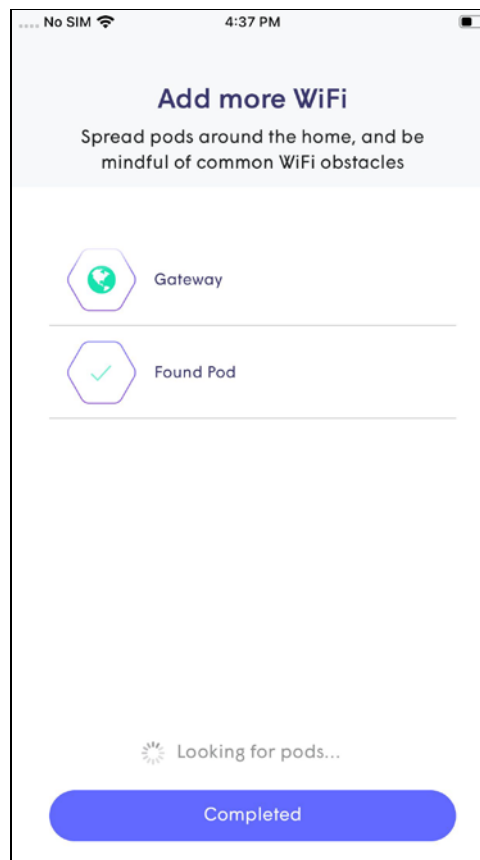 No SIM 4:37 PM
Add more WiFi
Spread pods around the home, and be
mindful of common WiFi obstacles
Gateway
Found Pod
Looking for pods...
Completed